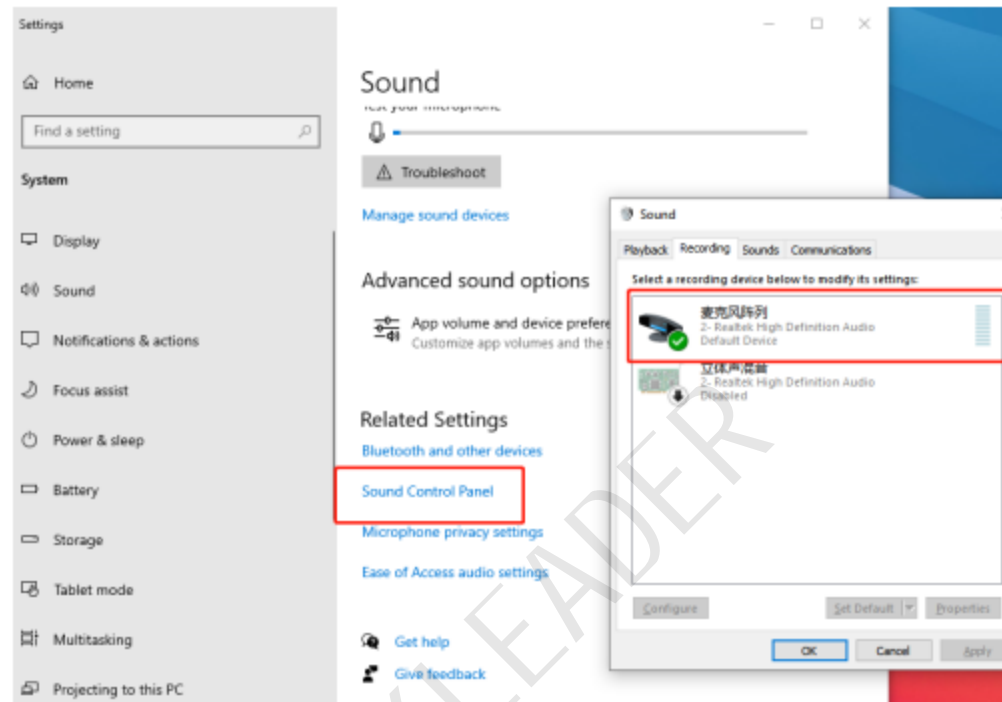 Settings
Home
Find a setting
System
Display
Sound
Notifications & actions
Focus assist
Power & sleep
Battery
Storage
Tablet mode
Multitasking
Projecting to this PC
Sound
Test your microphone
Troubleshoot
Manage sound devices
Advanced sound options
App volume and device prefere
Customize app volumes and the s
Related Settings
Bluetooth and other devices
Sound Control Panel
Microphone privacy settings
Ease of Access audio settings
Get help
Give feedback
Sound
Playback Recording Sounds Communications
Select a recording device below to modify its settings:
麦克风阵列
2- Realtek High Definition Audio
Default Device
立体声混音
2- Realtek High Definition Audio
Disabled
Configure Set Default Properties
OK Cancel Apply
LEADER